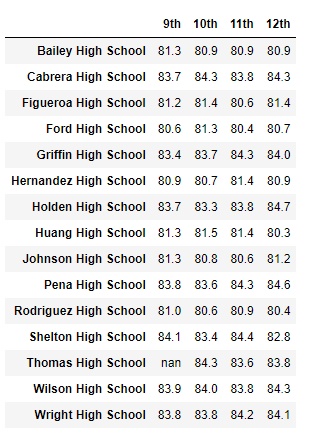 9th 10th 11th 12th
Bailey High School 81.3 80.9 80.9 80.9
Cabrera High School 83.7 84.3 83.8 84.3
Figueroa High School 81.2 81.4 80.6 81.4
Ford High School 80.6 81.3 80.4 80.7
Griffin High School 83.4 83.7 84.3 84.0
Hernandez High School 80.9 80.7 81.4 80.9
Holden High School 83.7 83.3 83.8 84.7
Huang High School 81.3 81.5 81.4 80.3
Johnson High School 81.3 80.8 80.6 81.2
Pena High School 83.8 83.6 84.3 84.6
Rodriguez High School 81.0 80.6 80.9 80.4
Shelton High School 84.1 83.4 84.4 82.8
Thomas High School nan 84.3 83.6 83.8
Wilson High School 83.9 84.0 83.8 84.3
Wright High School 83.8 83.8 84.2 84.1